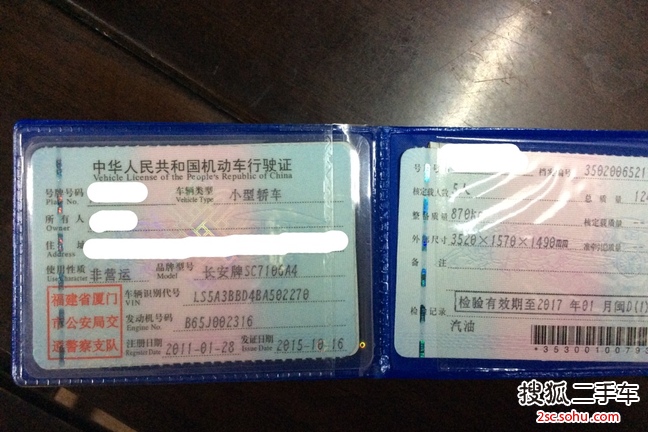 中华人民共和国机动车行驶证
Vehicle License of the People's Republic of China
号牌号码
Plate No.
车辆类型
Vehicle Type
小型轿车
所有人
Owner
住址
Address
使用性质
Use Character
非营运
品牌型号
Model
长安牌SC7100A4
车辆识别代号
VIN
LS5A3BBD4BA502270
发动机号码
Engine No.
B65J002316
注册日期
Register Date
2011-01-28
发证日期
Issue Date
2015-10-16
福建省厦门
市公安局交
通警察支队
号
档案编号
3502006521
核定载人数
5人
总质量
124
整备质量
870kg
核定载质量
--
外廓尺寸
3520×1570×1490mm
准牵引总质量
备注
检验记录
检验有效期至2017年01月闽D(1)
汽油
*353001007
搜狐二手车
2sc.sohu.com